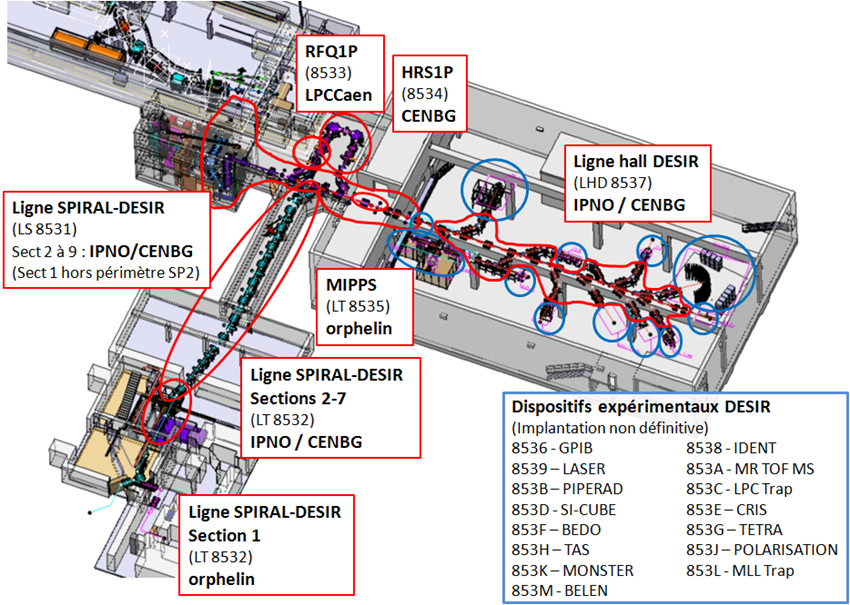 RFQ1P
(8533)
LPCCaen
HRS1P
(8534)
CENBG
Ligne hall DESIR
(LHD 8537)
IPNO / CENBG
Ligne SPIRAL-DESIR
(LS 8531)
Sect 2 à 9 : IPNO/CENBG
(Sect 1 hors périmètre SP2)
MIPPS
(LT 8535)
orphelin
Ligne SPIRAL-DESIR
Sections 2-7
(LT 8532)
IPNO / CENBG
Ligne SPIRAL-DESIR
Section 1
(LT 8532)
orphelin
Dispositifs expérimentaux DESIR
(Implantation non définitive)
8536 - GPIB 8538 - IDENT
8539 – LASER 853A - MR TOF MS
853B – PIPERAD 853C - LPC Trap
853D - SI-CUBE 853E – CRIS
853F – BEDO 853G – TETRA
853H – TAS 853J – POLARISATION
853K – MONSTER 853L - MLL Trap
853M - BELEN